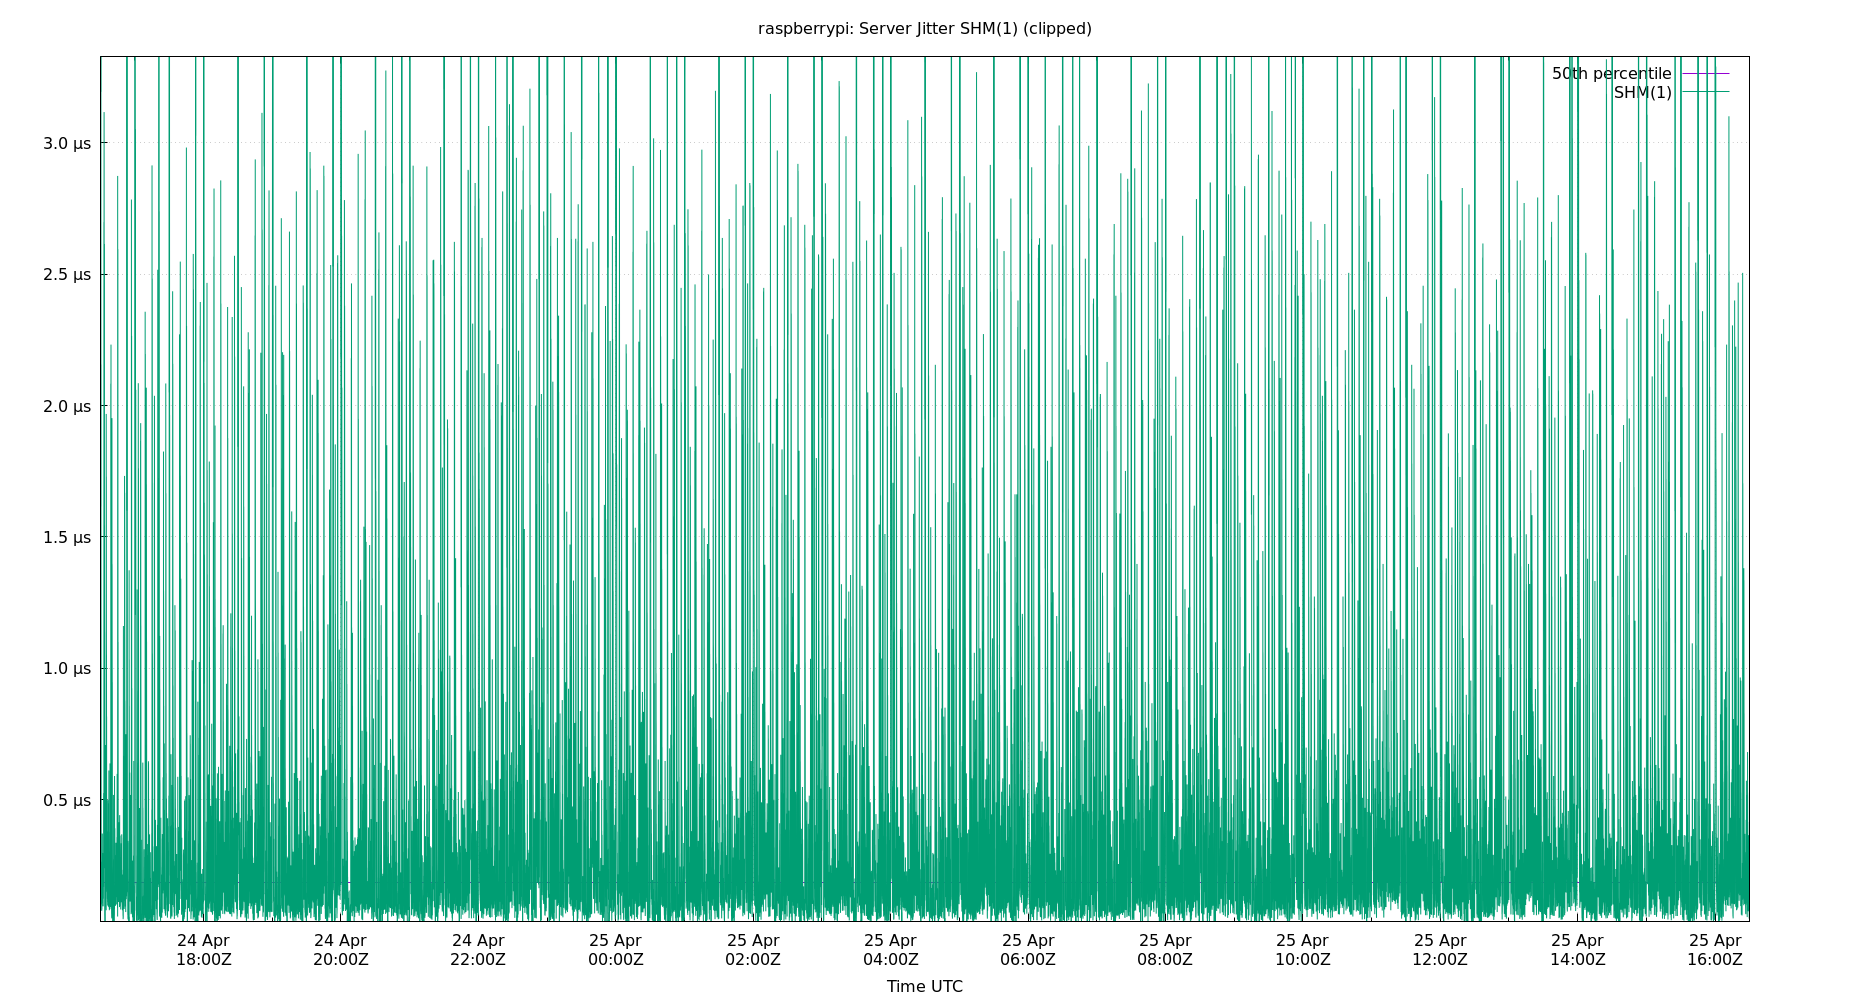 raspberrypi: Server Jitter SHM(1) (clipped)
50th percentile
SHM(1)
3.0 µs
2.5 µs
2.0 µs
1.5 µs
1.0 µs
0.5 µs
24 Apr 24 Apr 24 Apr 25 Apr 25 Apr 25 Apr 25 Apr 25 Apr 25 Apr 25 Apr 25 Apr 25 Apr
18:00Z 20:00Z 22:00Z 00:00Z 02:00Z 04:00Z 06:00Z 08:00Z 10:00Z 12:00Z 14:00Z 16:00Z
Time UTC